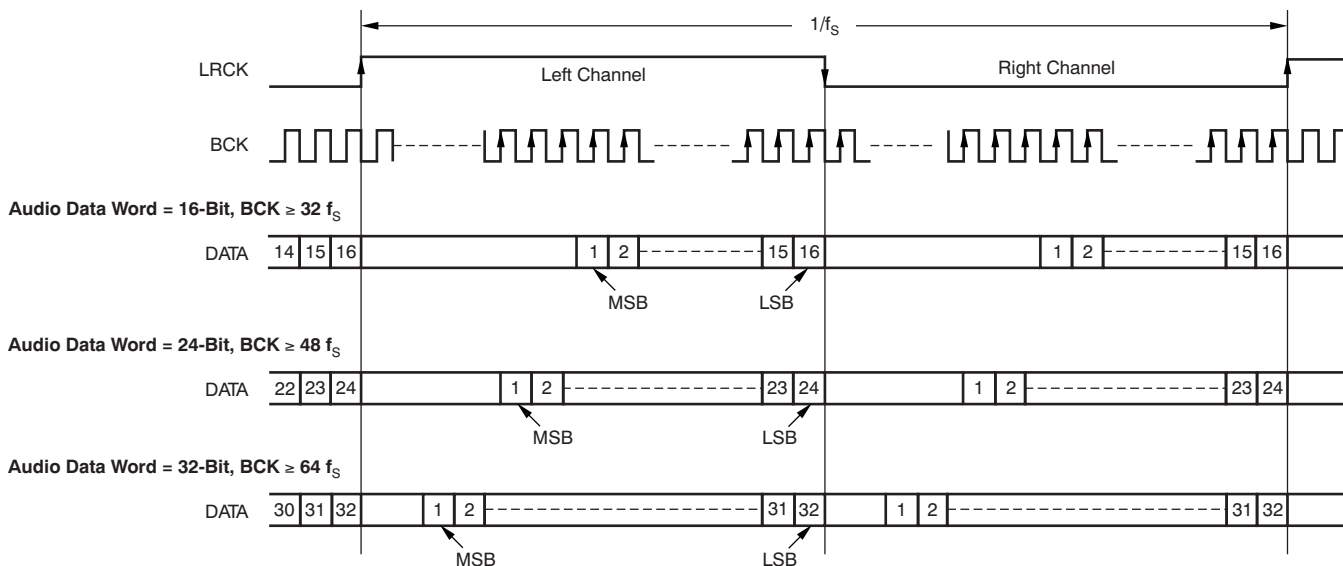 1/fS
LRCK
Left Channel
Right Channel
BCK
Audio Data Word = 16-Bit, BCK ≥ 32 fS
DATA 14 15 16 1 2 15 16 1 2 15 16
MSB LSB
Audio Data Word = 24-Bit, BCK ≥ 48 fS
DATA 22 23 24 1 2 23 24 1 2 23 24
MSB LSB
Audio Data Word = 32-Bit, BCK ≥ 64 fS
DATA 30 31 32 1 2 31 32 1 2 31 32
MSB LSB